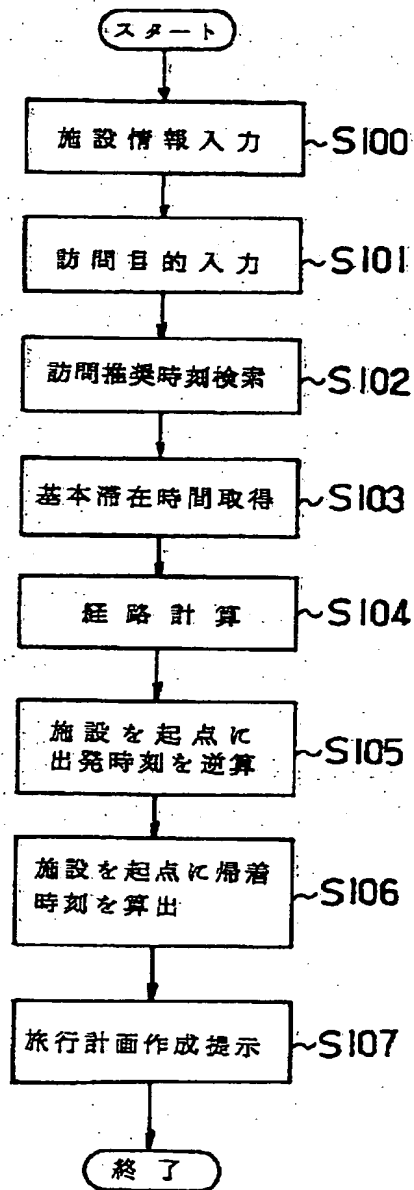 スタート
施設情報入力 ~S100
訪問目的入力 ~S101
訪問推奨時刻検索 ~S102
基本滞在時間取得 ~S103
経路計算 ~S104
施設を起点に
出発時刻を逆算 ~S105
施設を起点に帰着
時刻を算出 ~S106
旅行計画作成提示 ~S107
終了